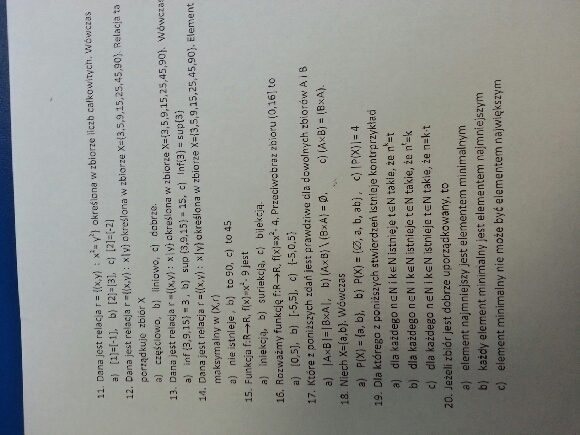 11. Dana jest relacja r = {(x,y) : x²= y²} określona w zbiorze liczb całkowitych. Wówczas
a) [1]=[-1], b) [2]=[3], c) [2]=[-2]
12. Dana jest relacja r ={(x,y) : x|y} określona w zbiorze X={3,5,9,15,25,45,90}. Relacja ta
porządkuje zbiór X
a) częściowo, b) liniowo, c) dobrze.
13. Dana jest relacja r ={(x,y) : x|y} określona w zbiorze X={3,5,9,15,25,45,90}. Wówczas
a) inf {3,9,15} = 3, b) sup {3,9,15} = 15, c) inf{3} = sup{3}
14. Dana jest relacja r={(x,y) : x|y} określona w zbiorze X={3,5,9,15,25,45,90}. Element
maksymalny w (X,r)
a) nie istnieje, b) to 90, c) to 45
15. Funkcja f:R→R, f(x)=x²- 9 jest
a) iniekcją, b) suriekcją, c) bijekcją.
16. Rozważmy funkcję f:R→R, f(x)=x²- 4. Przeciwobraz zbioru [0,16] to
a) [0,5], b) [-5,5], c) {-5,0,5}
17. Które z poniższych zdań jest prawdziwe dla dowolnych zbiorów A i B
a) |A×B|=|B×A|, b) (A×B)\(B×A) = Ø, c) (A×B) = (B×A).
18. Niech X={a,b}. Wówczas
a) P(X) = {a, b}, b) P(X) = {Ø, a, b, ab}, c) |P(X)|= 4
19. Dla którego z poniższych stwierdzeń istnieje kontrprzykład
a) dla każdego n∈N i k∈N istnieje t∈N takie, że nᵏ=t
b) dla każdego n∈N i k∈N istnieje t∈N takie, że nᵗ=k
c) dla każdego n∈N i k∈N istnieje t∈N takie, że n=k·t
20. Jeżeli zbiór jest dobrze uporządkowany, to
a) element najmniejszy jest elementem minimalnym
b) każdy element minimalny jest elementem najmniejszym
c) element minimalny nie może być elementem największym